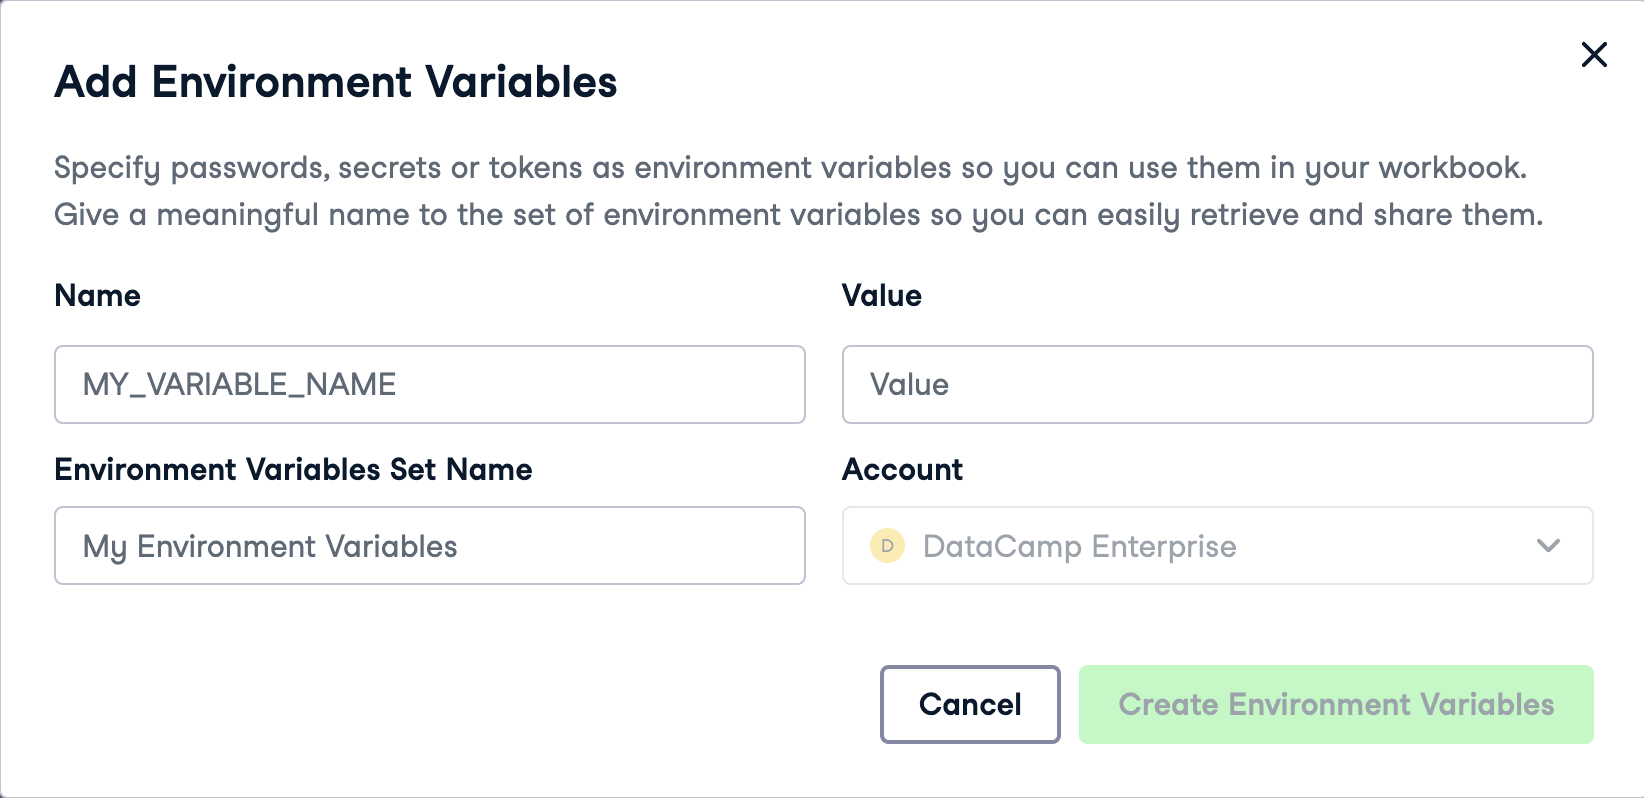 Add Environment Variables
Specify passwords, secrets or tokens as environment variables so you can use them in your workbook.
Give a meaningful name to the set of environment variables so you can easily retrieve and share them.
Name
Value
MY_VARIABLE_NAME
Value
Environment Variables Set Name
Account
My Environment Variables
D DataCamp Enterprise
Cancel
Create Environment Variables